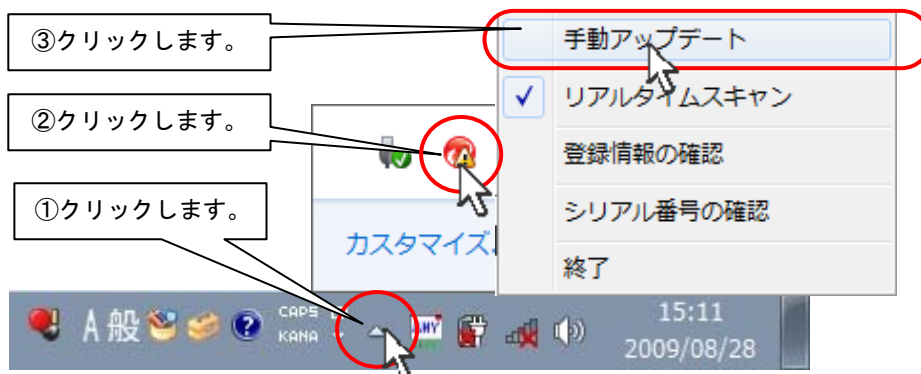 ③クリックします。
手動アップデート
リアルタイムスキャン
②クリックします。
登録情報の確認
①クリックします。
シリアル番号の確認
カスタマイズ
終了
A 般
CAPS
KANA
15:11
2009/08/28